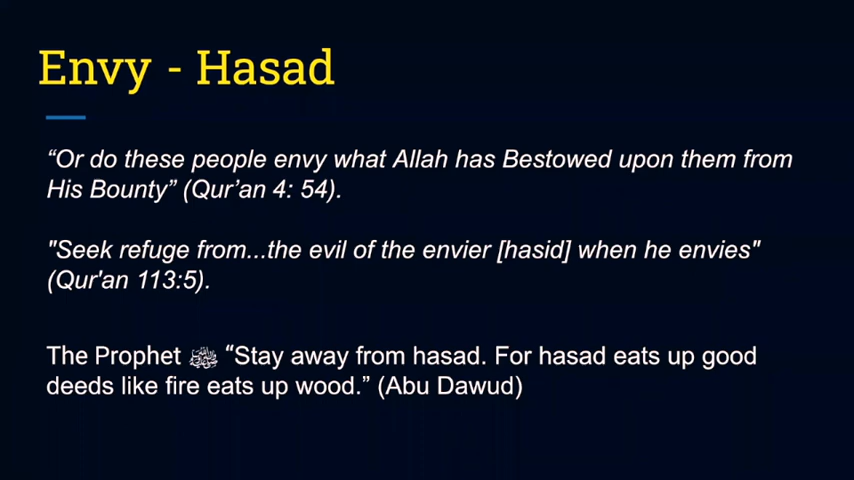 Envy - Hasad
“Or do these people envy what Allah has Bestowed upon them from
His Bounty” (Qur’an 4: 54).
"Seek refuge from...the evil of the envier [hasid] when he envies"
(Qur'an 113:5).
The Prophet ﷺ “Stay away from hasad. For hasad eats up good
deeds like fire eats up wood.” (Abu Dawud)